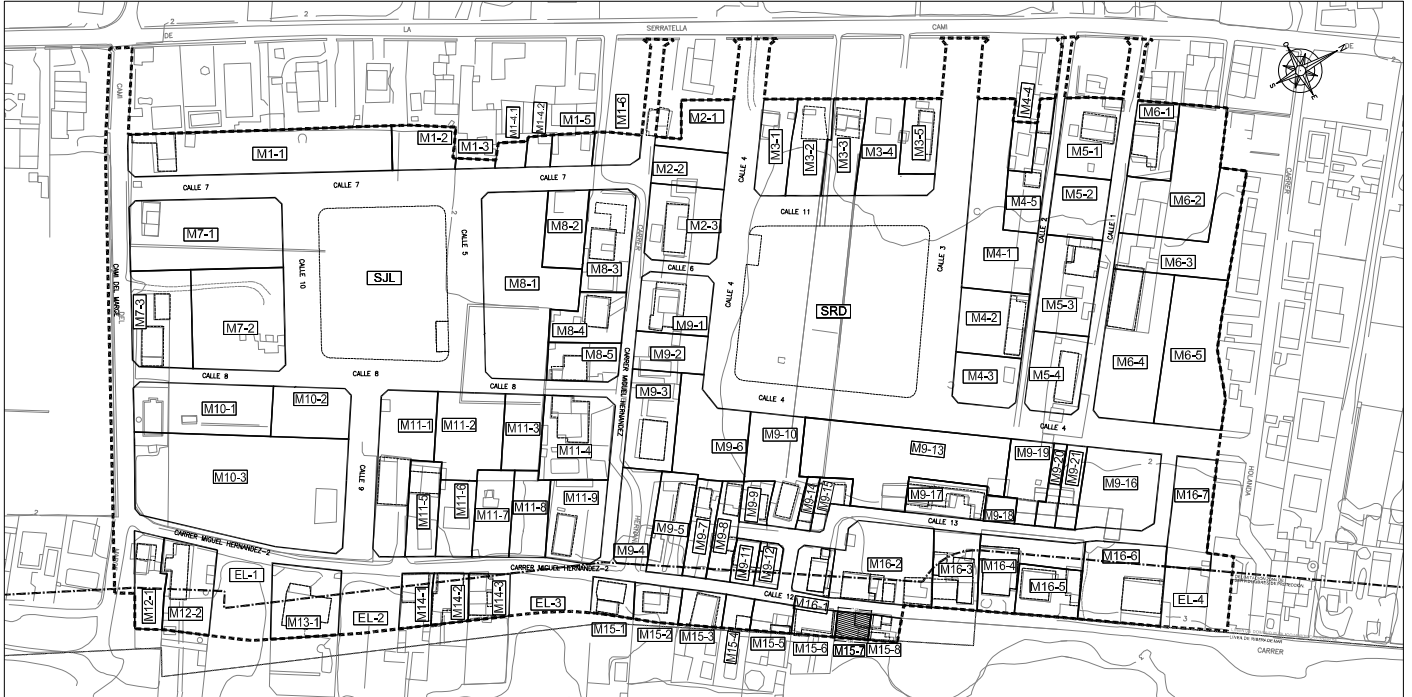 2
2
DE
LA
SERRATELLA
CAMI
DE
CAMI
M1-1
M1-2
M1-3
M1-4.1
M1-4.2
M1-5
M1-6
M2-1
M2-2
M2-3
CALLE 4
M3-1
M3-2
M3-3
M3-4
M3-5
M4-4
M4-5
M5-1
M5-2
M6-1
M6-2
M6-3
CARRER
CALLE 7
CALLE 7
CALLE 7
CALLE 11
CALLE 2
CALLE 1
M7-1
CALLE 10
SJL
CALLE 5
2
M8-1
M8-2
M8-3
M8-4
M8-5
CARRER
CALLE 6
CALLE 4
SRD
CALLE 3
M4-1
M4-2
M4-3
M5-3
M5-4
M6-4
M6-5
CAMI DEL MARGE
DEL
M7-3
M7-2
M9-1
M9-2
M9-3
CARRER MIGUEL HERNANDEZ
CALLE 8
CALLE 8
CALLE 8
CALLE 4
CALLE 4
M10-1
M10-2
M10-3
CALLE 9
M11-1
M11-2
M11-3
M11-4
M11-5
M11-6
M11-7
M11-8
M11-9
M9-6
M9-10
M9-13
M9-19
M9-20
M9-21
M9-16
2
M16-7
HOLANDA
M9-4
M9-5
M9-7
M9-8
M9-9
M9-14
M9-15
M9-17
M9-18
CALLE 13
M9-11
M9-12
2
CARRER MIGUEL HERNANDEZ-2
CARRER MIGUEL HERNANDEZ-2
CALLE 12
M16-1
M16-2
M16-3
M16-4
M16-5
M16-6
M12-1
M12-2
EL-1
M13-1
EL-2
M14-1
M14-2
M14-3
EL-3
M15-1
M15-2
M15-3
M15-4
M15-5
M15-6
M15-7
M15-8
EL-4
3
CARRER